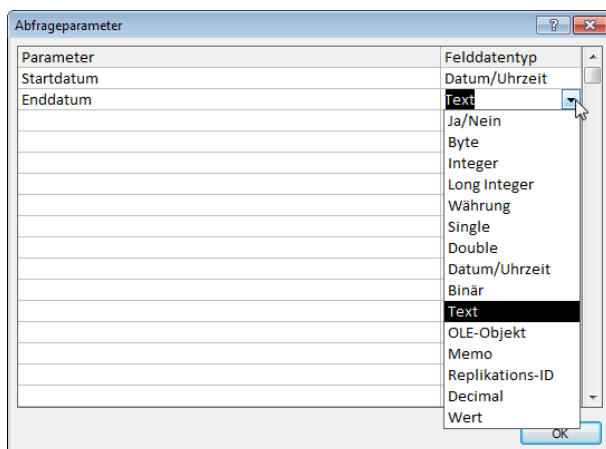 Abfrageparameter
Parameter Felddatentyp
Startdatum Datum/Uhrzeit
Enddatum Text
Ja/Nein
Byte
Integer
Long Integer
Währung
Single
Double
Datum/Uhrzeit
Binär
Text
OLE-Objekt
Memo
Replikations-ID
Decimal
Wert
OK